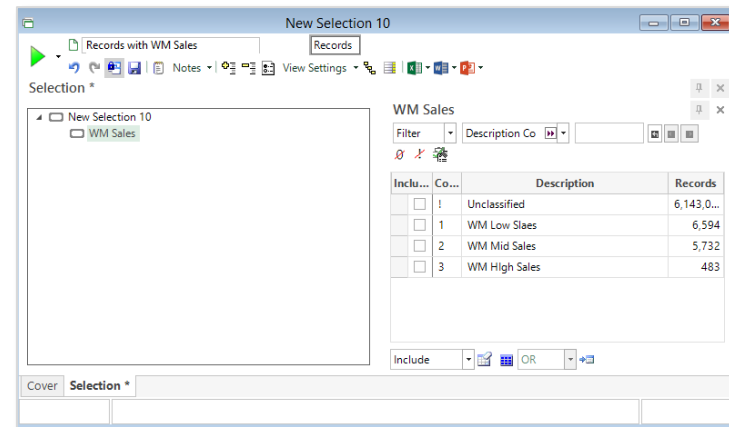 New Selection 10
Records with WM Sales
Records
Notes
View Settings
Selection *
New Selection 10
WM Sales
WM Sales
Filter
Description Co
Inclu... Co... Description Records
! Unclassified 6,143,0...
1 WM Low Slaes 6,594
2 WM Mid Sales 5,732
3 WM HIgh Sales 483
Include
OR
Cover Selection *